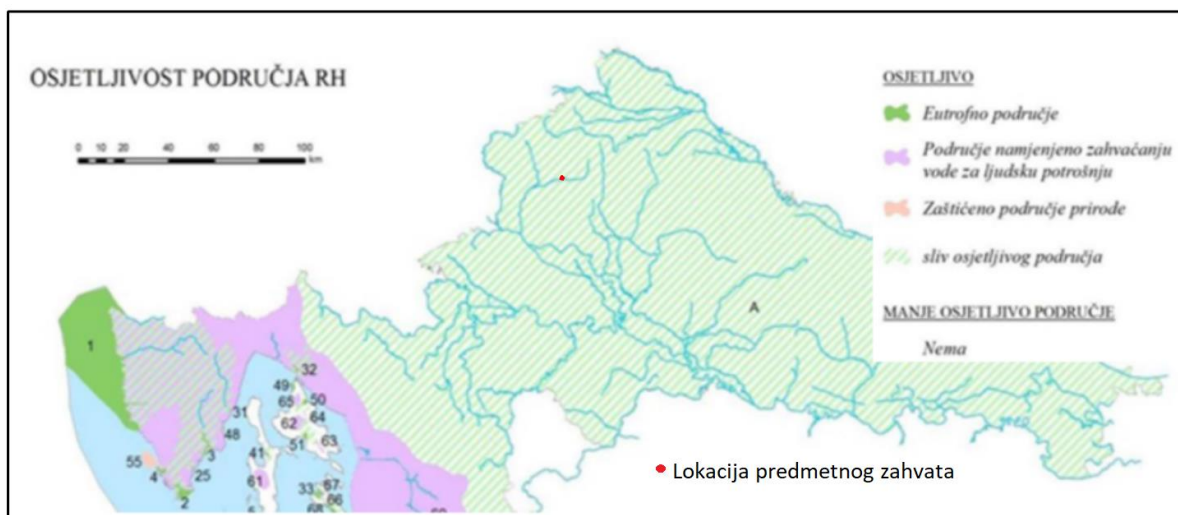 OSJETLJIVOST PODRUČJA RH
0 10 20 40 60 80 100
km
OSJETLJIVO
Eutrofno područje
Područje namjenjeno zahvaćanju
vode za ljudsku potrošnju
Zaštićeno područje prirode
sliv osjetljivog područja
MANJE OSJETLJIVO PODRUČJE
Nema
A
1
32
49
50
65
31
64
62
48
51
63
3
41
55
4
25
61
2
33
67
66
Lokacija predmetnog zahvata